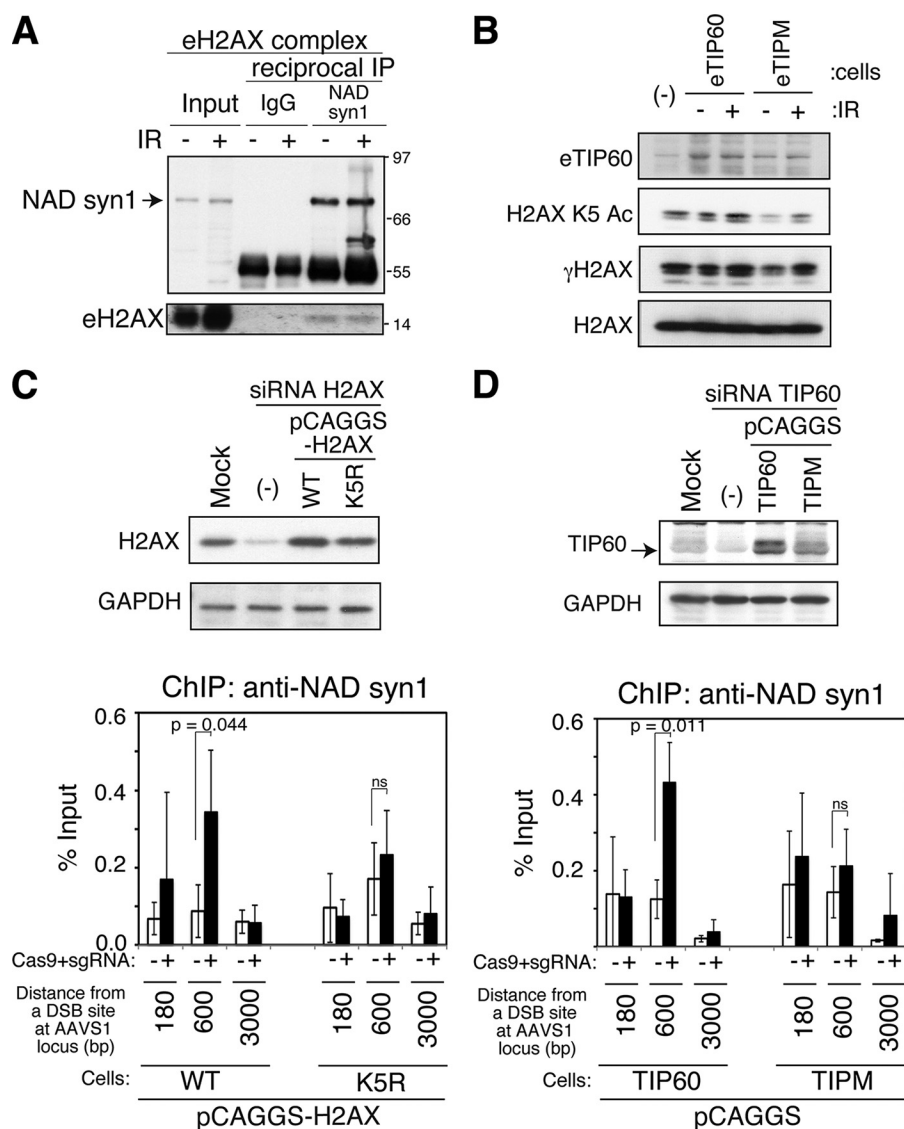 A
eH2AX complex
reciprocal IP
Input IgG NAD
syn1
IR - + - + - +
97
NAD syn1
66
55
eH2AX
14
B
eTIP60 eTIPM :cells
(-) - + - + :IR
eTIP60
H2AX K5 Ac
γH2AX
H2AX
C
siRNA H2AX
pCAGGS
-H2AX
Mock (-) WT K5R
H2AX
GAPDH
ChIP: anti-NAD syn1
0.6
p = 0.044
0.4
ns
% Input
0.2
0.0
Cas9+sgRNA: - + - + - + - + - + - +
Distance from
a DSB site
at AAVS1
locus (bp)
180 600 3000 180 600 3000
Cells: WT K5R
pCAGGS-H2AX
D
siRNA TIP60
pCAGGS
Mock (-) TIP60 TIPM
TIP60
GAPDH
ChIP: anti-NAD syn1
0.6
p = 0.011
0.4
ns
% Input
0.2
0.0
Cas9+sgRNA: - + - + - + - + - + - +
Distance from
a DSB site
at AAVS1
locus (bp)
180 600 3000 180 600 3000
Cells: TIP60 TIPM
pCAGGS